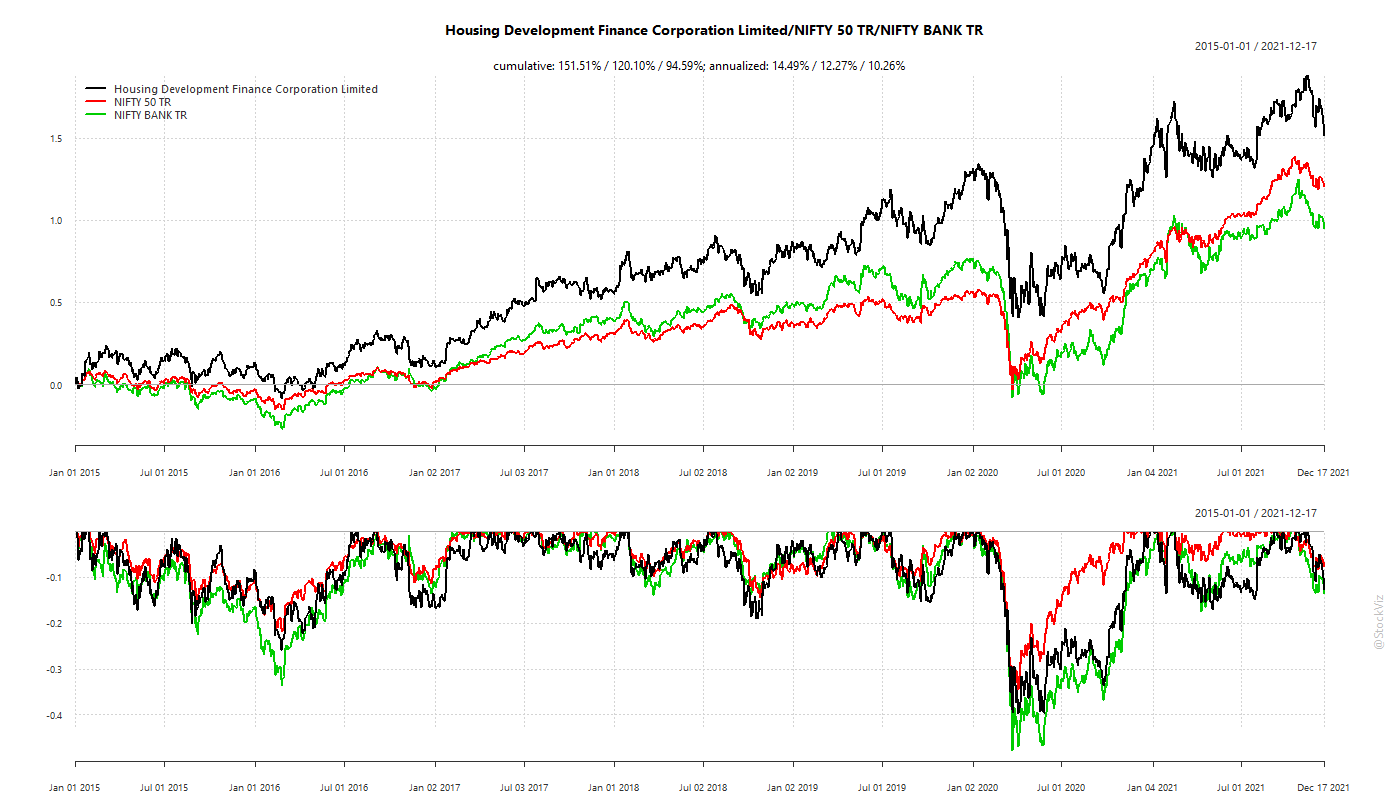 Housing Development Finance Corporation Limited/NIFTY 50 TR/NIFTY BANK TR
2015-01-01 / 2021-12-17
cumulative: 151.51% / 120.10% / 94.59%; annualized: 14.49% / 12.27% / 10.26%
Housing Development Finance Corporation Limited
NIFTY 50 TR
NIFTY BANK TR
1.5
1.0
0.5
0.0
Jan 01 2015 Jul 01 2015 Jan 01 2016 Jul 01 2016 Jan 02 2017 Jul 03 2017 Jan 01 2018 Jul 02 2018 Jan 02 2019 Jul 01 2019 Jan 02 2020 Jul 01 2020 Jan 04 2021 Jul 01 2021 Dec 17 2021
2015-01-01 / 2021-12-17
-0.1
-0.2
-0.3
-0.4
Jan 01 2015 Jul 01 2015 Jan 01 2016 Jul 01 2016 Jan 02 2017 Jul 03 2017 Jan 01 2018 Jul 02 2018 Jan 02 2019 Jul 01 2019 Jan 02 2020 Jul 01 2020 Jan 04 2021 Jul 01 2021 Dec 17 2021
@StockViz